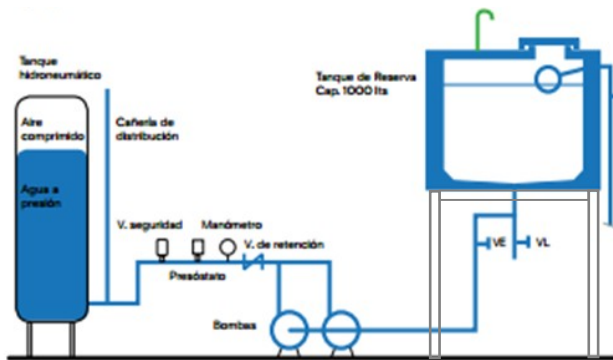 Tanque
hidroneumático
Aire
comprimido
Agua a
presión
Cañería de
distribución
V. seguridad
Manómetro
V. de retención
Presóstato
Bombas
Tanque de Reserva
Cap. 1000 lts
VE
VL